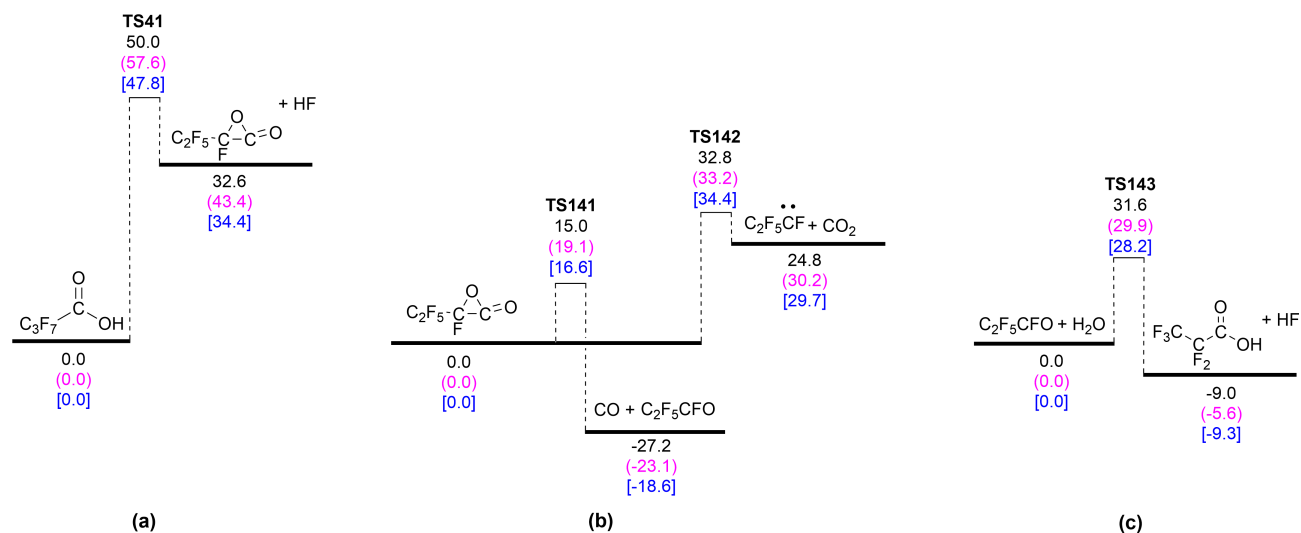 TS41
50.0
(57.6)
[47.8]
O
C2F5
C
C
O
F
+ HF
32.6
(43.4)
[34.4]
O
C
C3F7
OH
0.0
(0.0)
[0.0]
(a)
TS141
15.0
(19.1)
[16.6]
O
C2F5
C
C
O
F
0.0
(0.0)
[0.0]
CO + C2F5CFO
-27.2
(-23.1)
[-18.6]
TS142
32.8
(33.2)
[34.4]
C2F5CF + CO2
24.8
(30.2)
[29.7]
(b)
TS143
31.6
(29.9)
[28.2]
C2F5CFO + H2O
0.0
(0.0)
[0.0]
O
F3C
C
C
OH
F2
+ HF
-9.0
(-5.6)
[-9.3]
(c)